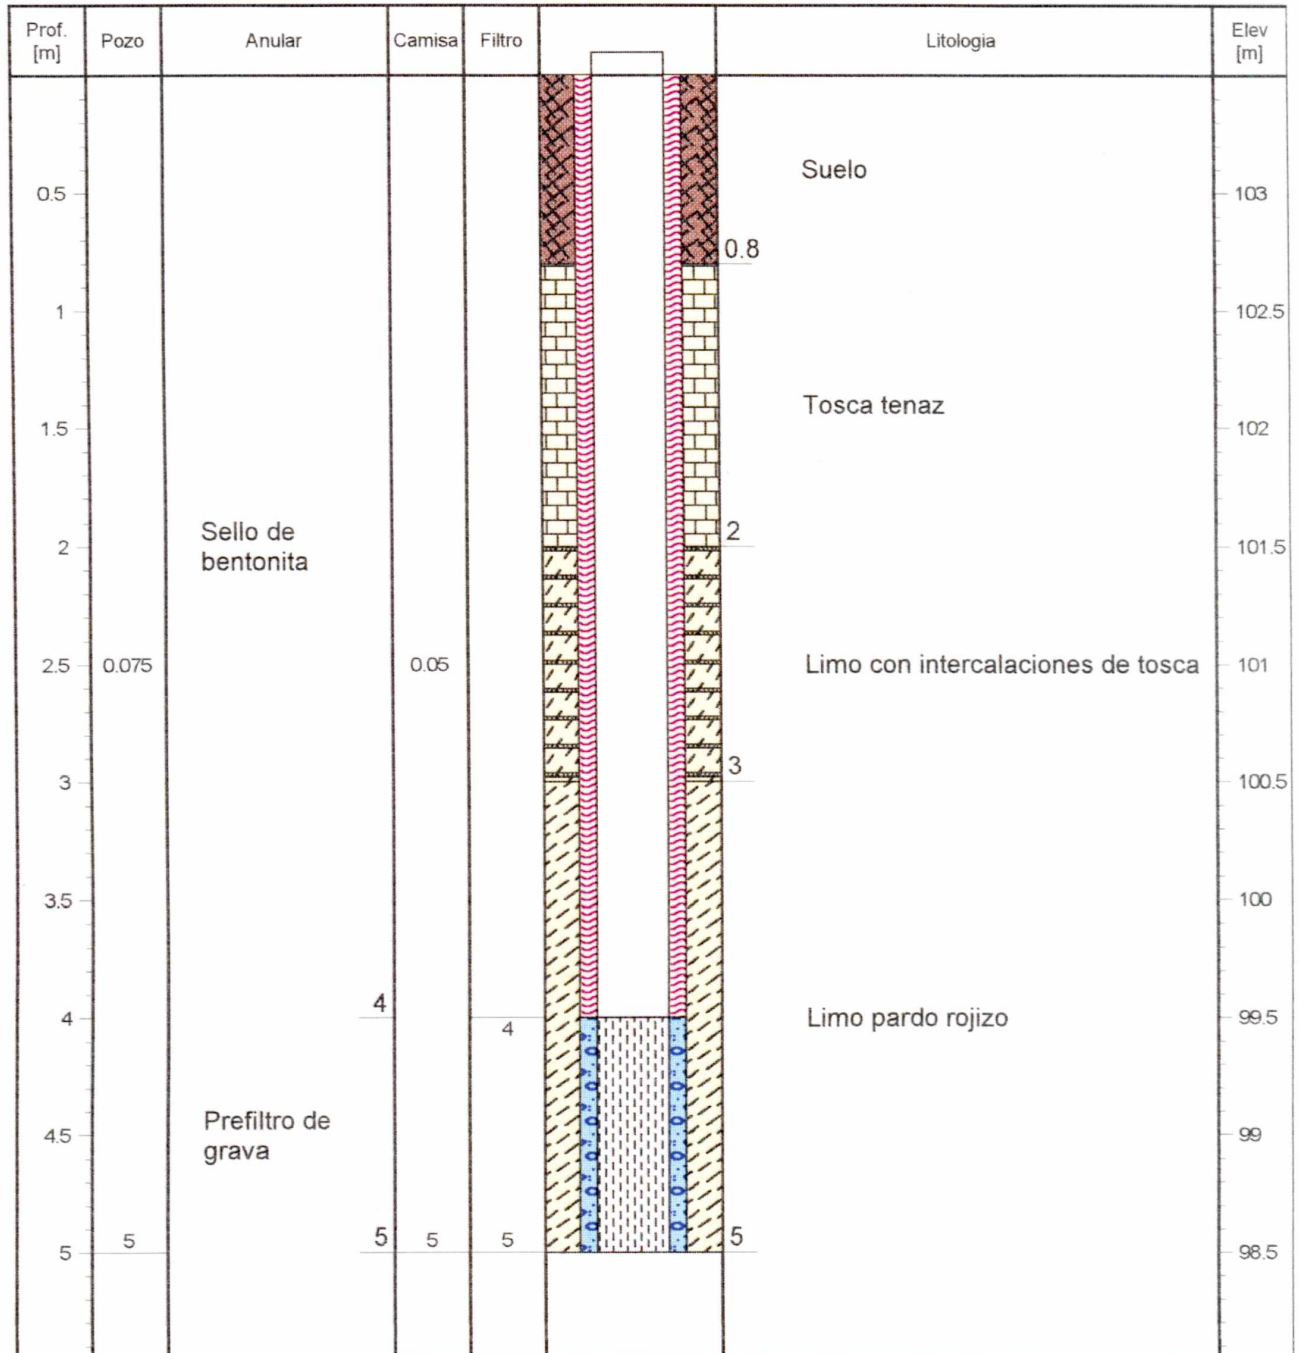 Prof.
[m]
Pozo
Anular
Camisa
Filtro
Litologia
Elev
[m]
Suelo
0.5
103
0.8
1
102.5
Tosca tenaz
1.5
102
Sello de
bentonita
2
2
101.5
2.5
0.075
0.05
Limo con intercalaciones de tosca
101
3
3
100.5
3.5
100
4
4
4
Limo pardo rojizo
99.5
Prefiltro de
grava
4.5
99
5
5
5
5
5
5
98.5